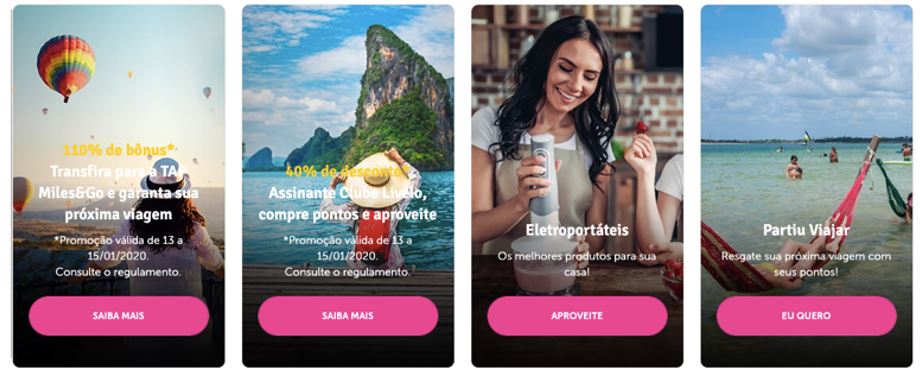 110% de bônus*:
Transfira para a TAP
Miles&Go e garanta sua
próxima viagem
*Promoção válida de 13 a
15/01/2020.
Consulte o regulamento.
SAIBA MAIS
40% de desconto*
Assinante Clube Livelo,
compre pontos e aproveite
*Promoção válida de 13 a
15/01/2020.
Consulte o regulamento.
SAIBA MAIS
Eletroportáteis
Os melhores produtos para sua
casa!
APROVEITE
Partiu Viajar
Resgate sua próxima viagem com
seus pontos!
EU QUERO